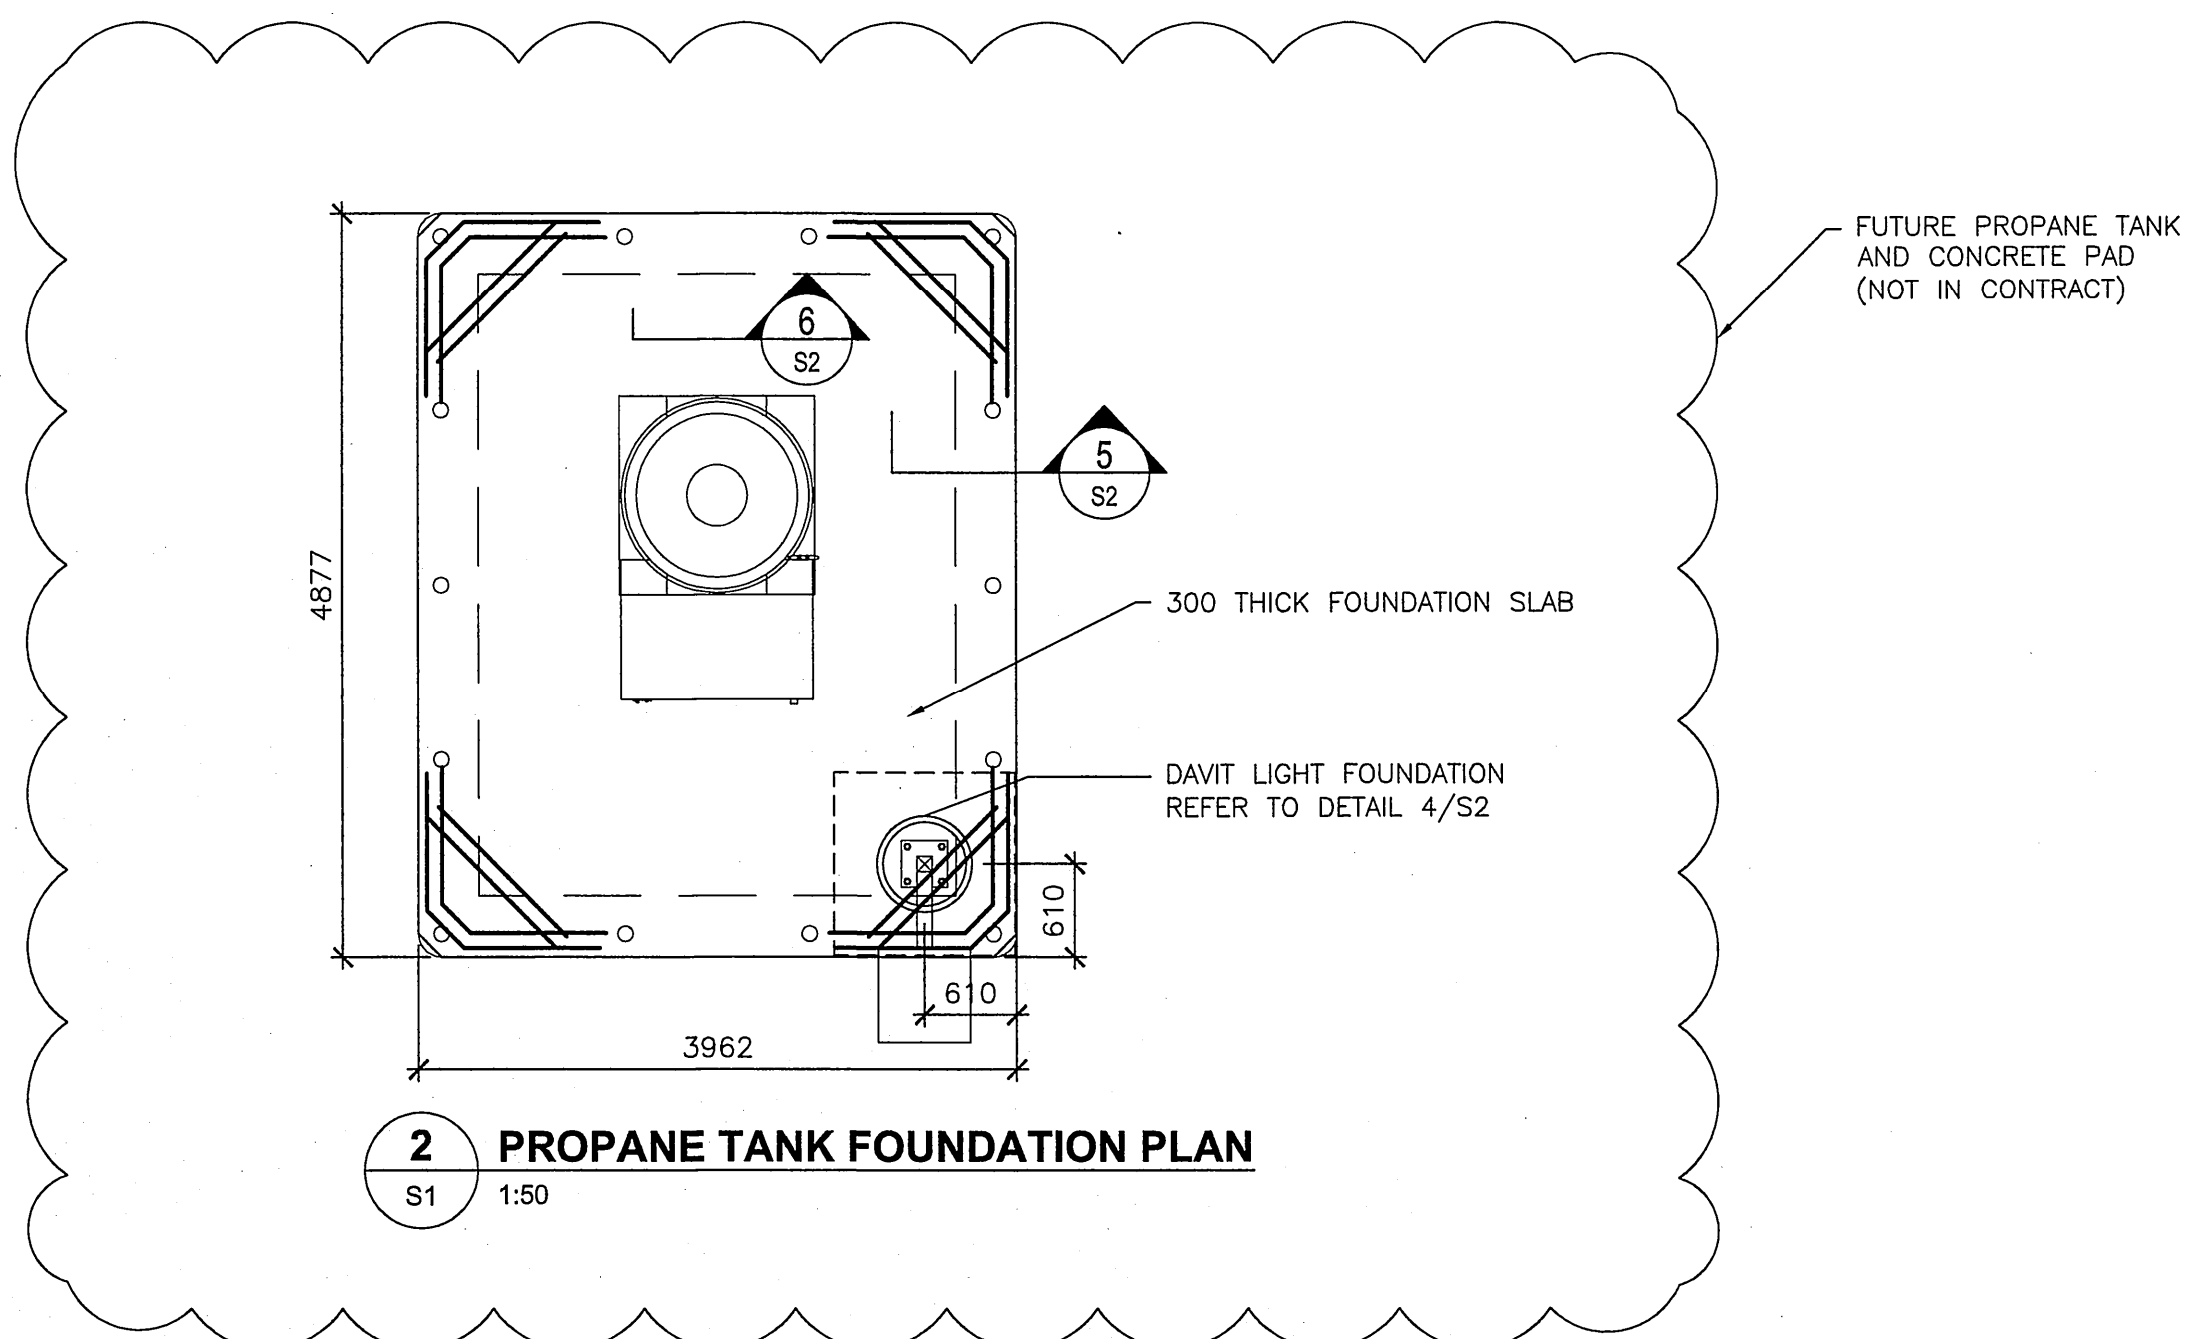 FUTURE PROPANE TANK
AND CONCRETE PAD
(NOT IN CONTRACT)
6
S2
5
S2
4877
300 THICK FOUNDATION SLAB
DAVIT LIGHT FOUNDATION
REFER TO DETAIL 4/S2
610
610
3962
2
S1
PROPANE TANK FOUNDATION PLAN
1:50